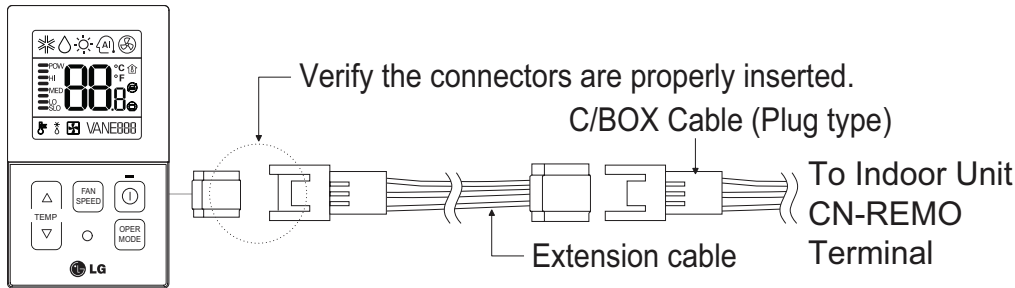 AI
POW
HI
MED
LO
SLO
88.8
°C
°F
VANE888
TEMP
FAN
SPEED
OPER
MODE
LG
Verify the connectors are properly inserted.
C/BOX Cable (Plug type)
Extension cable
To Indoor Unit
CN-REMO
Terminal